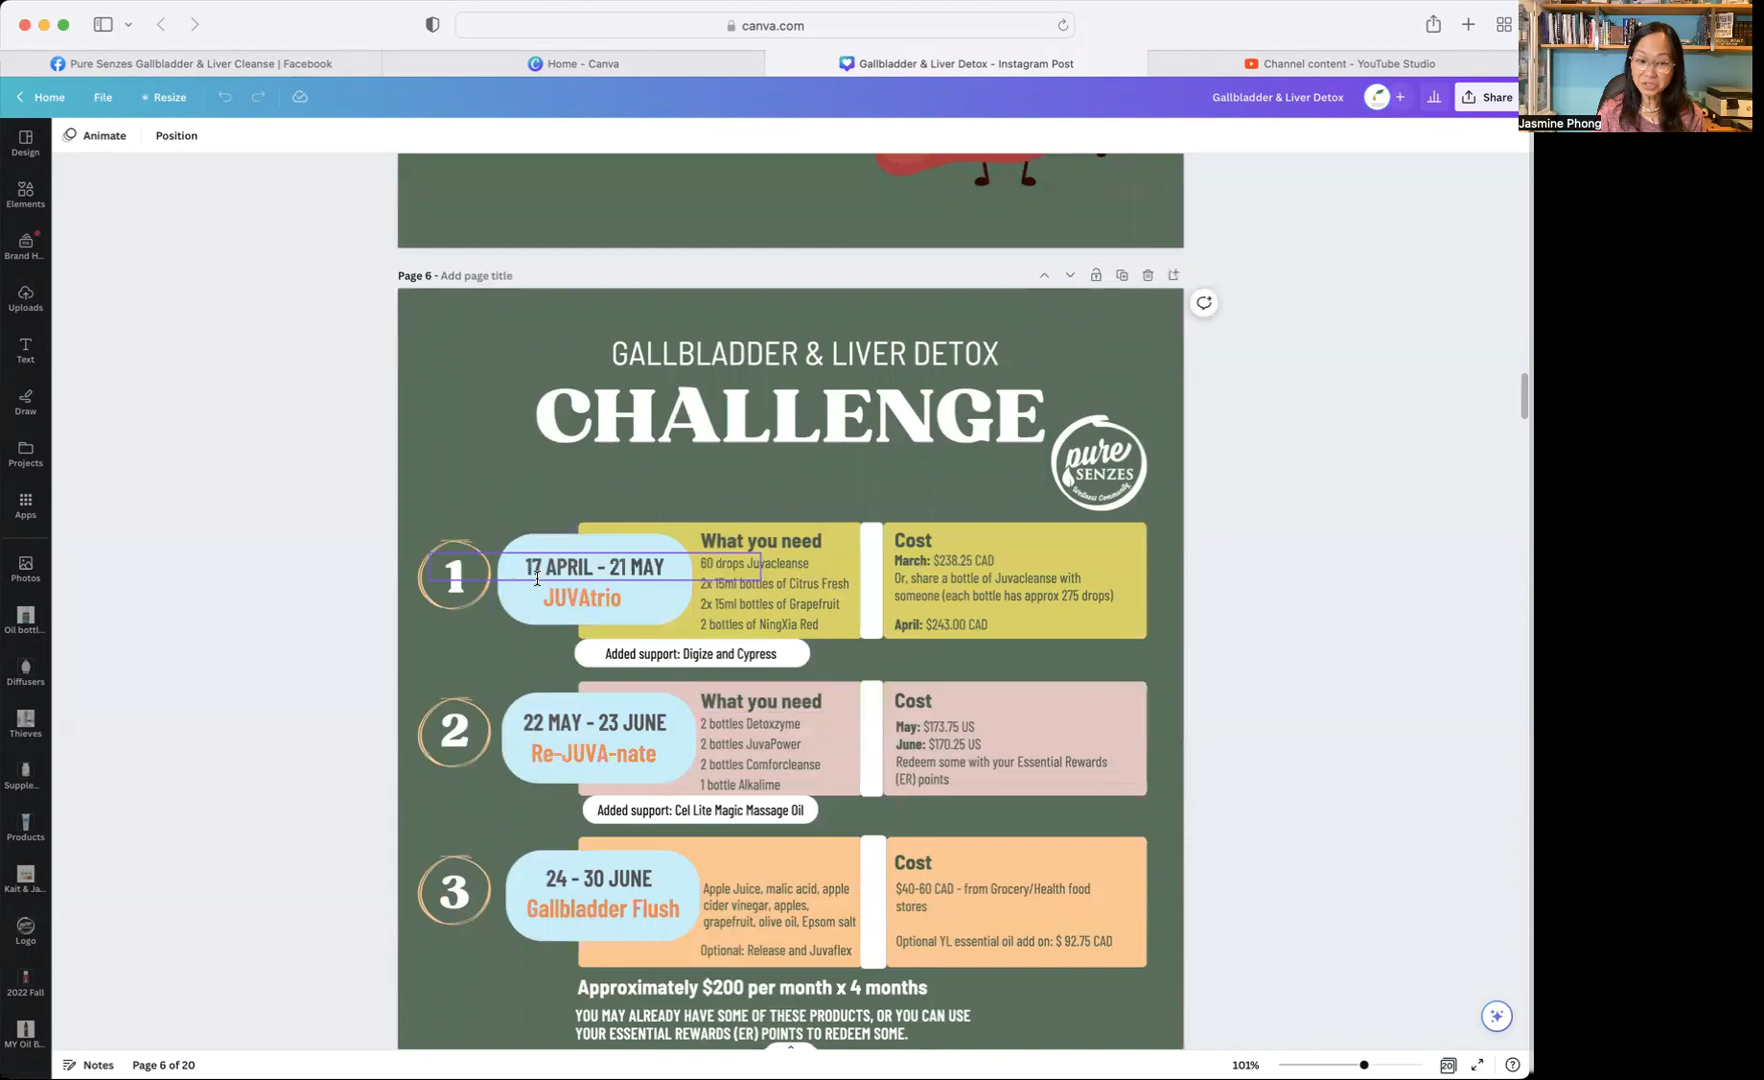 canva.com
Pure Senzes Gallbladder & Liver Cleanse | Facebook
Home - Canva
Gallbladder & Liver Detox - Instagram Post
Channel content - YouTube Studio
Home
File
Resize
Gallbladder & Liver Detox
Share
Jasmine Phong
Animate
Position
Design
Elements
Brand H...
Uploads
Text
Draw
Projects
Apps
Photos
Oil bottl...
Diffusers
Thieves
Supple...
Products
Kait & Ja...
Logo
2022 Fall
MY Oil B...
Page 6 - Add page title
GALLBLADDER & LIVER DETOX
CHALLENGE
pure
SENZES
Wellness Community
1
17 APRIL - 21 MAY
JUVAtrio
What you need
60 drops Juvacleanse
2x 15ml bottles of Citrus Fresh
2x 15ml bottles of Grapefruit
2 bottles of NingXia Red
Cost
March: $238.25 CAD
Or, share a bottle of Juvacleanse with
someone (each bottle has approx 275 drops)
April: $243.00 CAD
Added support: Digize and Cypress
2
22 MAY - 23 JUNE
Re-JUVA-nate
What you need
2 bottles Detoxzyme
2 bottles JuvaPower
2 bottles Comforcleanse
1 bottle Alkalime
Cost
May: $173.75 US
June: $170.25 US
Redeem some with your Essential Rewards
(ER) points
Added support: Cel Lite Magic Massage Oil
3
24 - 30 JUNE
Gallbladder Flush
Apple Juice, malic acid, apple
cider vinegar, apples,
grapefruit, olive oil, Epsom salt
Optional: Release and Juvaflex
Cost
$40-60 CAD - from Grocery/Health food
stores
Optional YL essential oil add on: $ 92.75 CAD
Approximately $200 per month x 4 months
YOU MAY ALREADY HAVE SOME OF THESE PRODUCTS, OR YOU CAN USE
YOUR ESSENTIAL REWARDS (ER) POINTS TO REDEEM SOME.
Notes
Page 6 of 20
101%
20